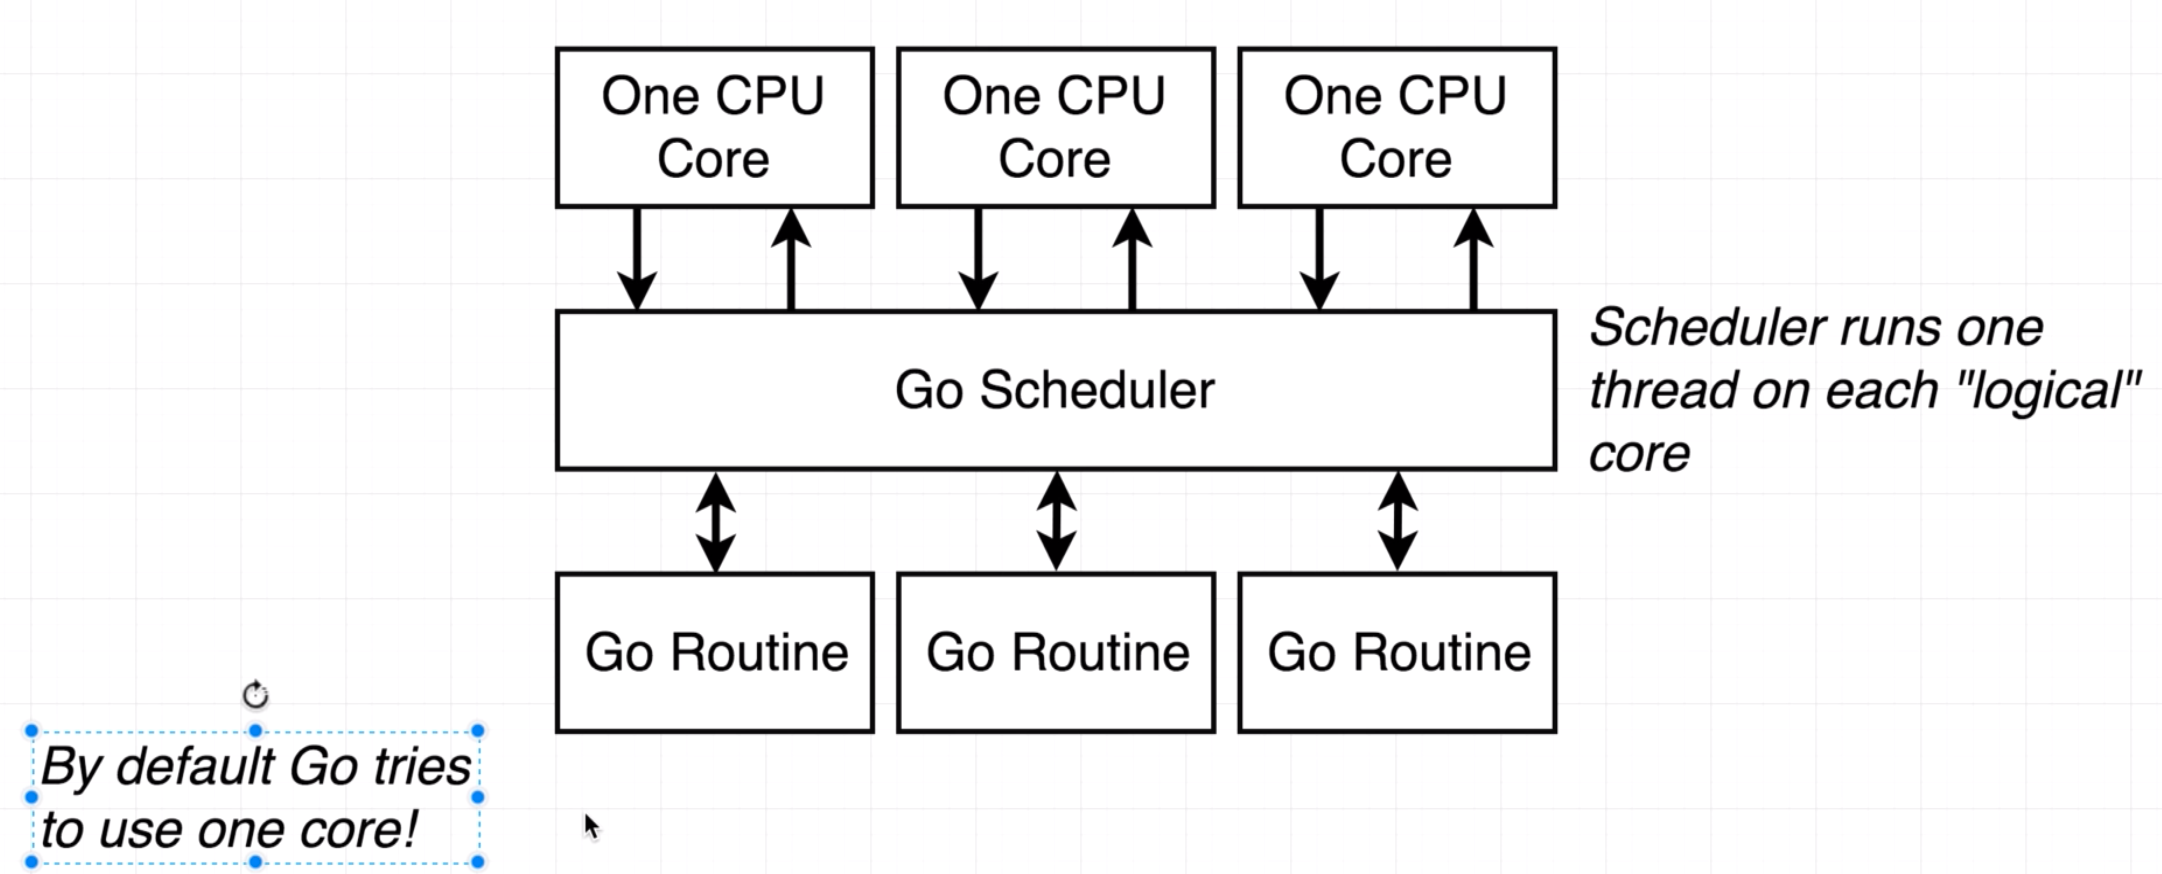 One CPU
Core
One CPU
Core
One CPU
Core
Go Scheduler
Scheduler runs one
thread on each "logical"
core
Go Routine
Go Routine
Go Routine
By default Go tries
to use one core!